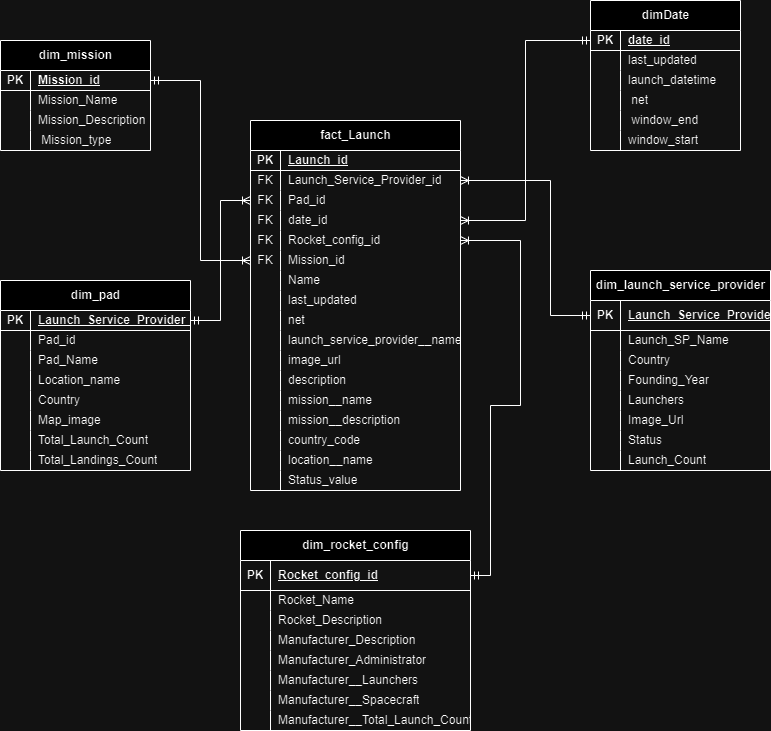 dim_mission
PK Mission_id
Mission_Name
Mission_Description
Mission_type
dimDate
PK date_id
last_updated
launch_datetime
net
window_end
window_start
fact_Launch
PK Launch_id
FK Launch_Service_Provider_id
FK Pad_id
FK date_id
FK Rocket_config_id
FK Mission_id
Name
last_updated
net
launch_service_provider__name
image_url
description
mission__name
mission__description
country_code
location__name
Status_value
dim_pad
PK Launch_Service_Provider
Pad_id
Pad_Name
Location_name
Country
Map_image
Total_Launch_Count
Total_Landings_Count
dim_launch_service_provider
PK Launch_Service_Provide
Launch_SP_Name
Country
Founding_Year
Launchers
Image_Url
Status
Launch_Count
dim_rocket_config
PK Rocket_config_id
Rocket_Name
Rocket_Description
Manufacturer_Description
Manufacturer_Administrator
Manufacturer__Launchers
Manufacturer__Spacecraft
Manufacturer__Total_Launch_Coun